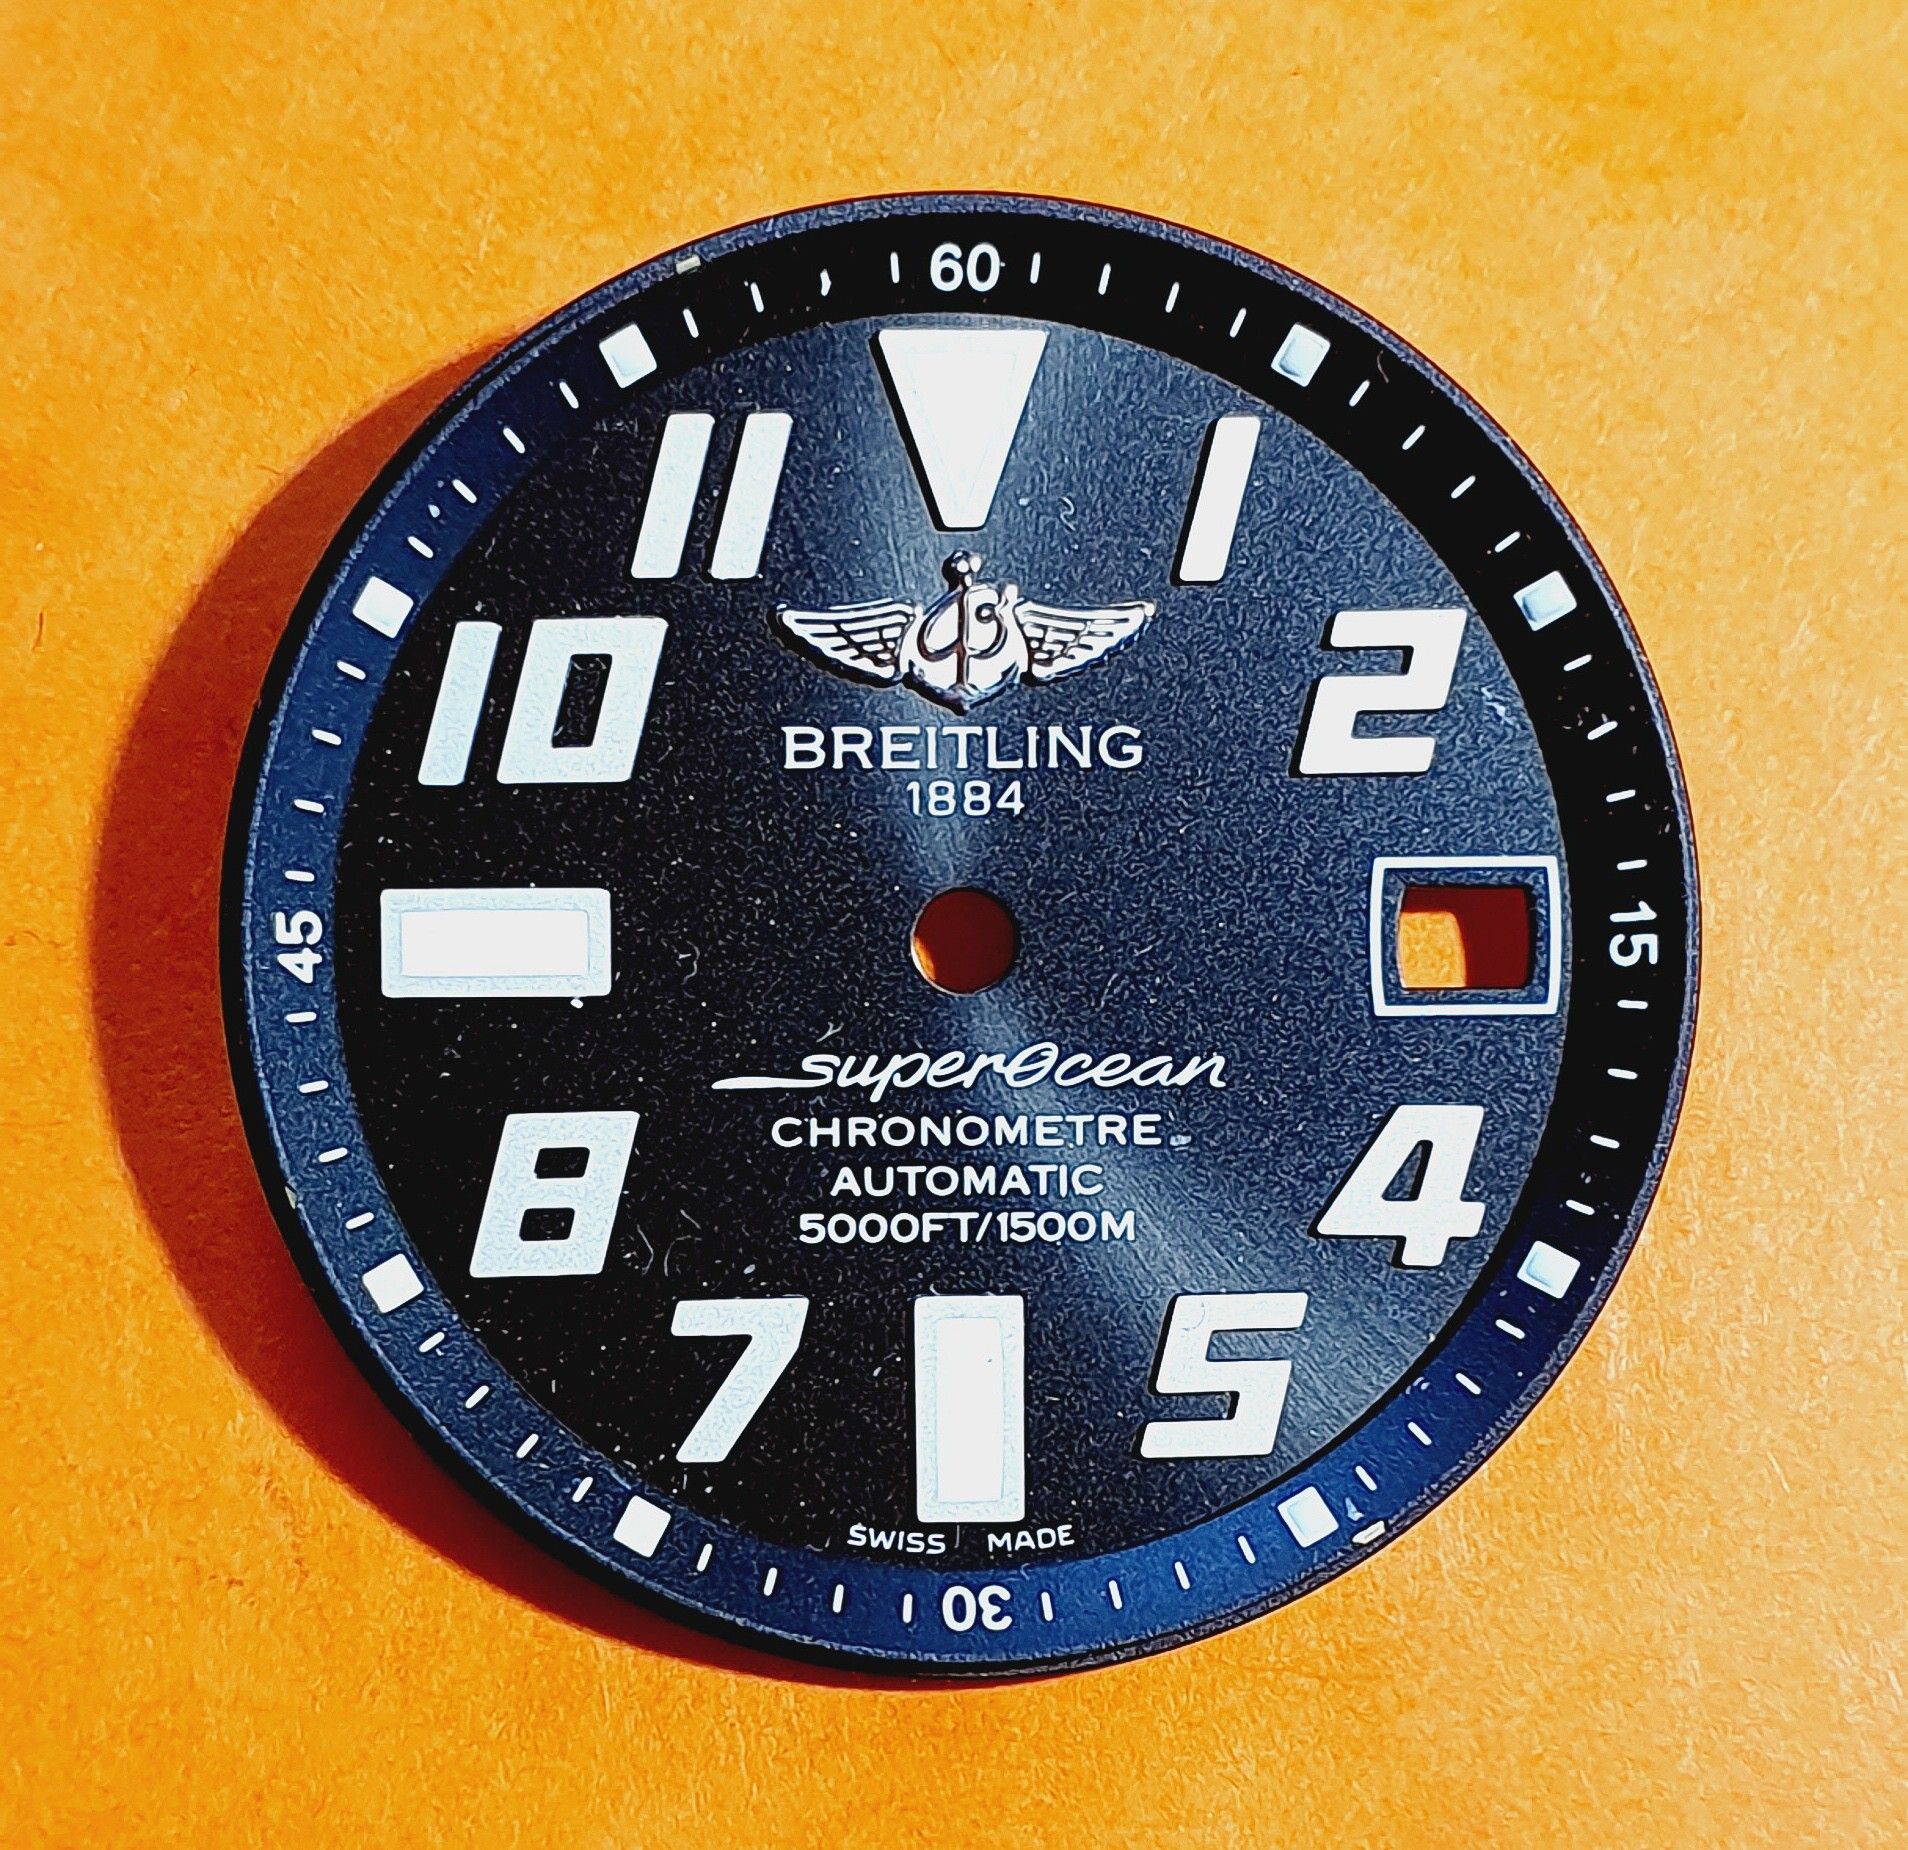 60
11
1
10
2
BREITLING
1884
45
15
superOcean
CHRONOMETRE
AUTOMATIC
5000FT/1500M
8
4
7
5
SWISS MADE
30